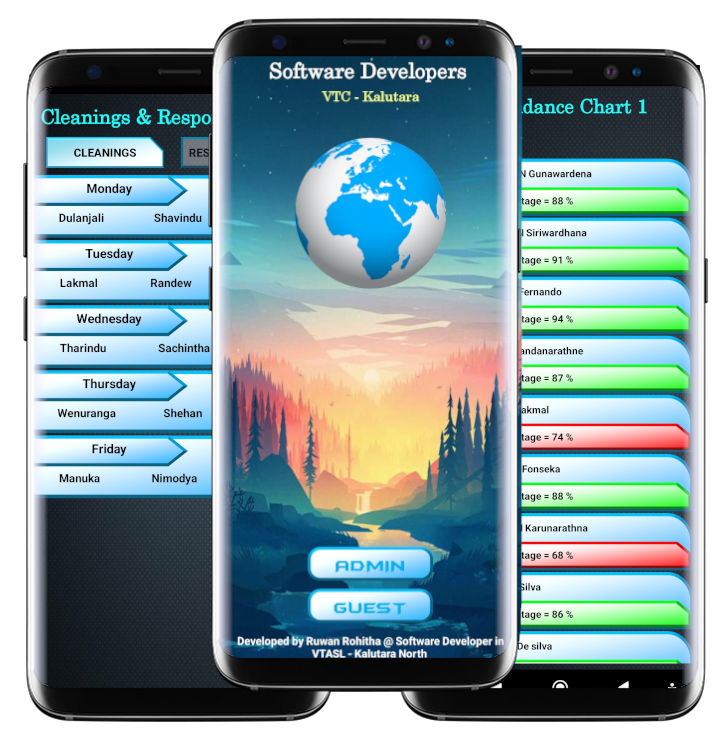 Cleanings & Respo
CLEANINGS
RES
Monday
Dulanjali Shavindu
Tuesday
Lakmal Randew
Wednesday
Tharindu Sachintha
Thursday
Wenuranga Shehan
Friday
Manuka Nimodya
Software Developers
VTC - Kalutara
ADMIN
GUEST
Developed by Ruwan Rohitha @ Software Developer in
VTASL - Kalutara North
dance Chart 1
N Gunawardena
tage = 88 %
Siriwardhana
tage = 91 %
Fernando
tage = 94 %
andanarathne
tage = 87 %
akmal
tage = 74 %
Fonseka
tage = 88 %
Karunarathna
tage = 68 %
Silva
tage = 86 %
De silva